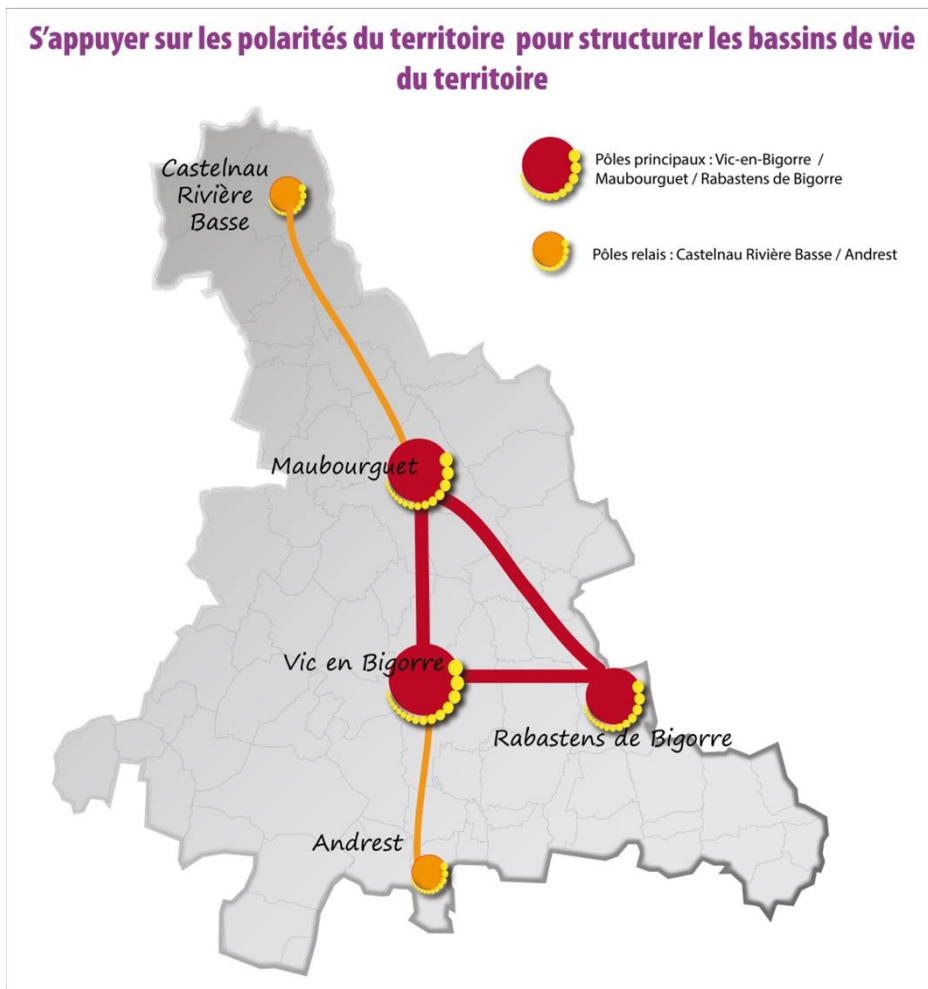 S'appuyer sur les polarités du territoire pour structurer les bassins de vie
du territoire
Pôles principaux : Vic-en-Bigorre /
Maubourguet / Rabastens de Bigorre
Pôles relais : Castelnau Rivière Basse / Andrest
Castelnau
Rivière
Basse
Maubourguet
Vic en Bigorre
Rabastens de Bigorre
Andrest